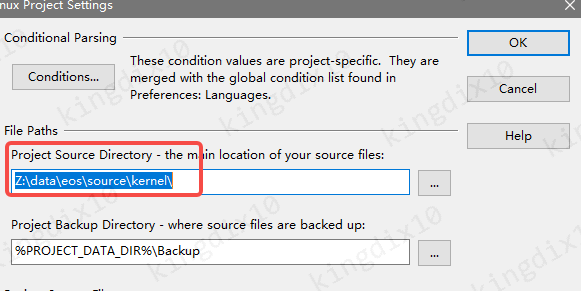 nux Project Settings
Conditional Parsing
Conditions...
These condition values are project-specific.  They are
merged with the global condition list found in
Preferences: Languages.
OK
Cancel
Help
File Paths
Project Source Directory - the main location of your source files:
Z:\data\eos\source\kernel\
...
Project Backup Directory - where source files are backed up:
%PROJECT_DATA_DIR%\Backup
...
kingdix10
kingdix10
kingdix10
kingdix10